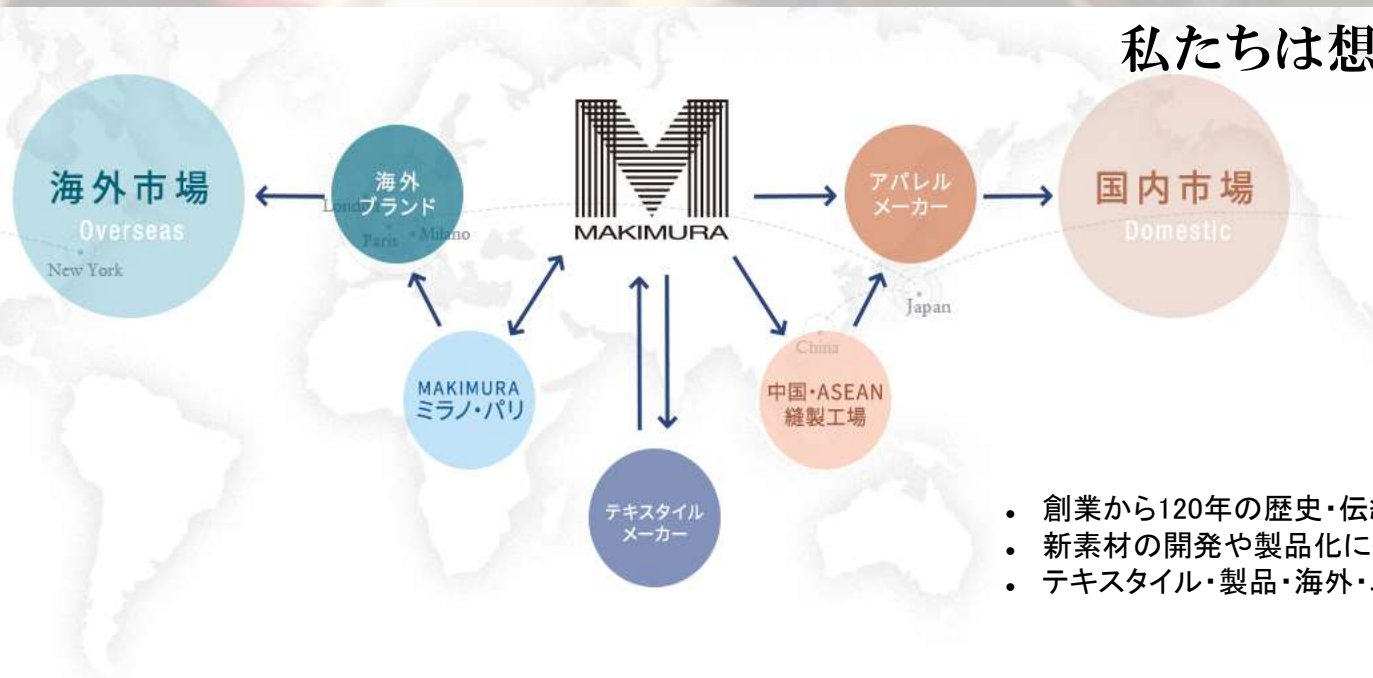 私たちは想
海外市場
Overseas
New York
海外
ブランド
London
Paris
Milano
MAKIMURA
アパレル
メーカー
国内市場
Domestic
Japan
China
MAKIMURA
ミラノ・パリ
中国・ASEAN
縫製工場
テキスタイル
メーカー
• 創業から120年の歴史・伝
• 新素材の開発や製品化に
• テキスタイル・製品・海外・